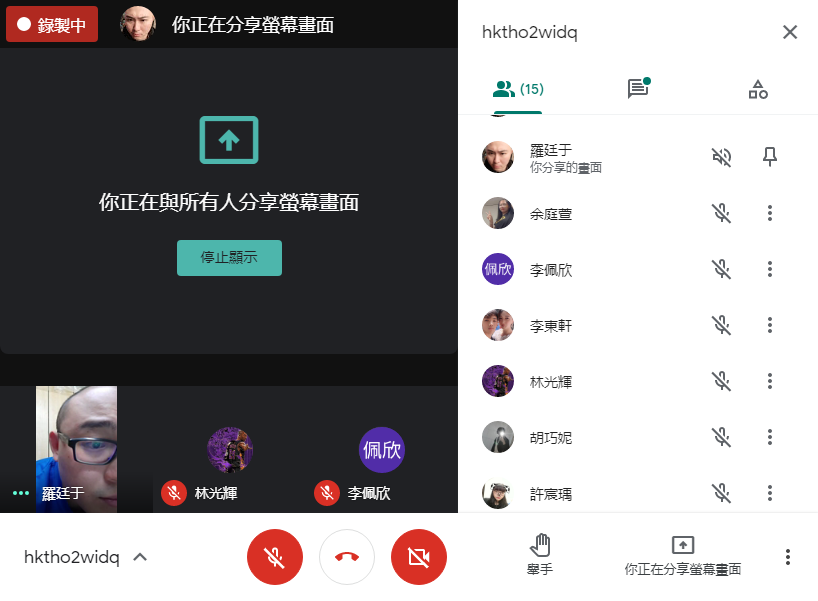 錄製中
你正在分享螢幕畫面
你正在與所有人分享螢幕畫面
停止顯示
羅廷于
林光輝
佩欣
李佩欣
hktho2widq
hktho2widq
(15)
羅廷于
你分享的畫面
余庭萱
佩欣
李佩欣
李東軒
林光輝
胡巧妮
許宸瑀
舉手
你正在分享螢幕畫面